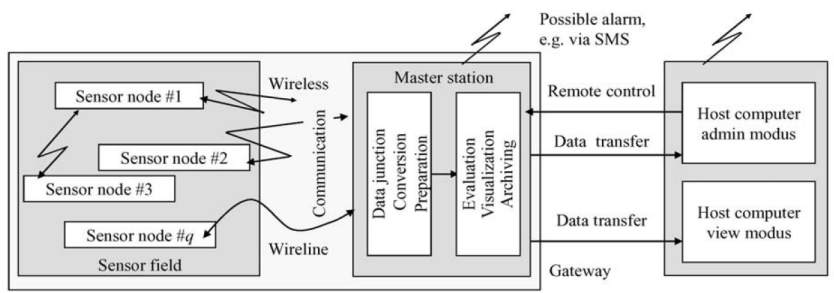 Possible alarm,
e.g. via SMS
Wireless
Sensor node #1
Sensor node #2
Sensor node #3
Sensor node #q
Sensor field
Communication
Wireline
Master station
Data junction
Conversion
Preparation
Evaluation
Visualization
Archiving
Remote control
Data transfer
Data transfer
Gateway
Host computer
admin modus
Host computer
view modus